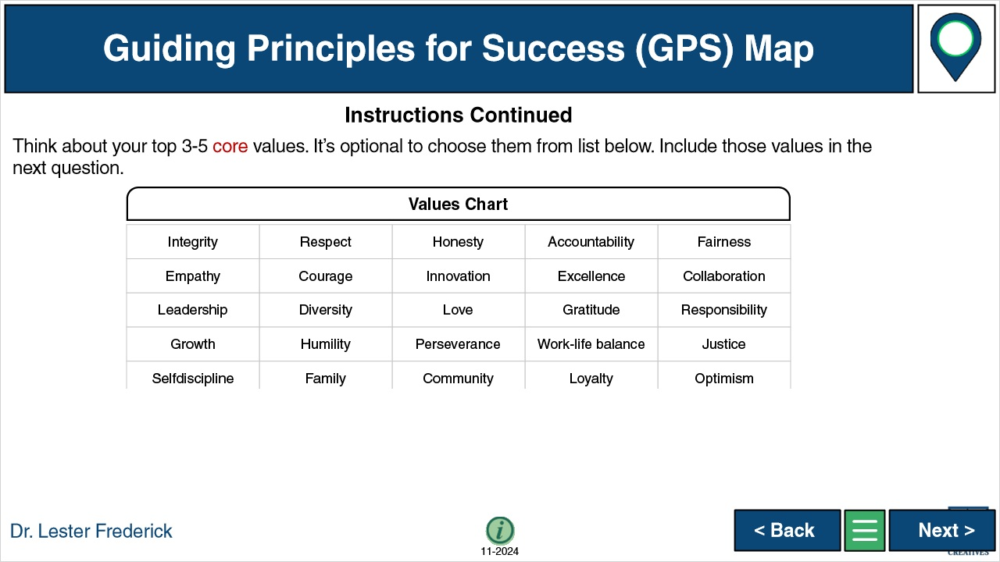 Guiding Principles for Success (GPS) Map
Instructions Continued
Think about your top 3-5 core values. It's optional to choose them from list below. Include those values in the
next question.
Values Chart
Integrity Respect Honesty Accountability Fairness
Empathy Courage Innovation Excellence Collaboration
Leadership Diversity Love Gratitude Responsibility
Growth Humility Perseverance Work-life balance Justice
Selfdiscipline Family Community Loyalty Optimism
Dr. Lester Frederick
i
11-2024
< Back
Next >
CREATIVES